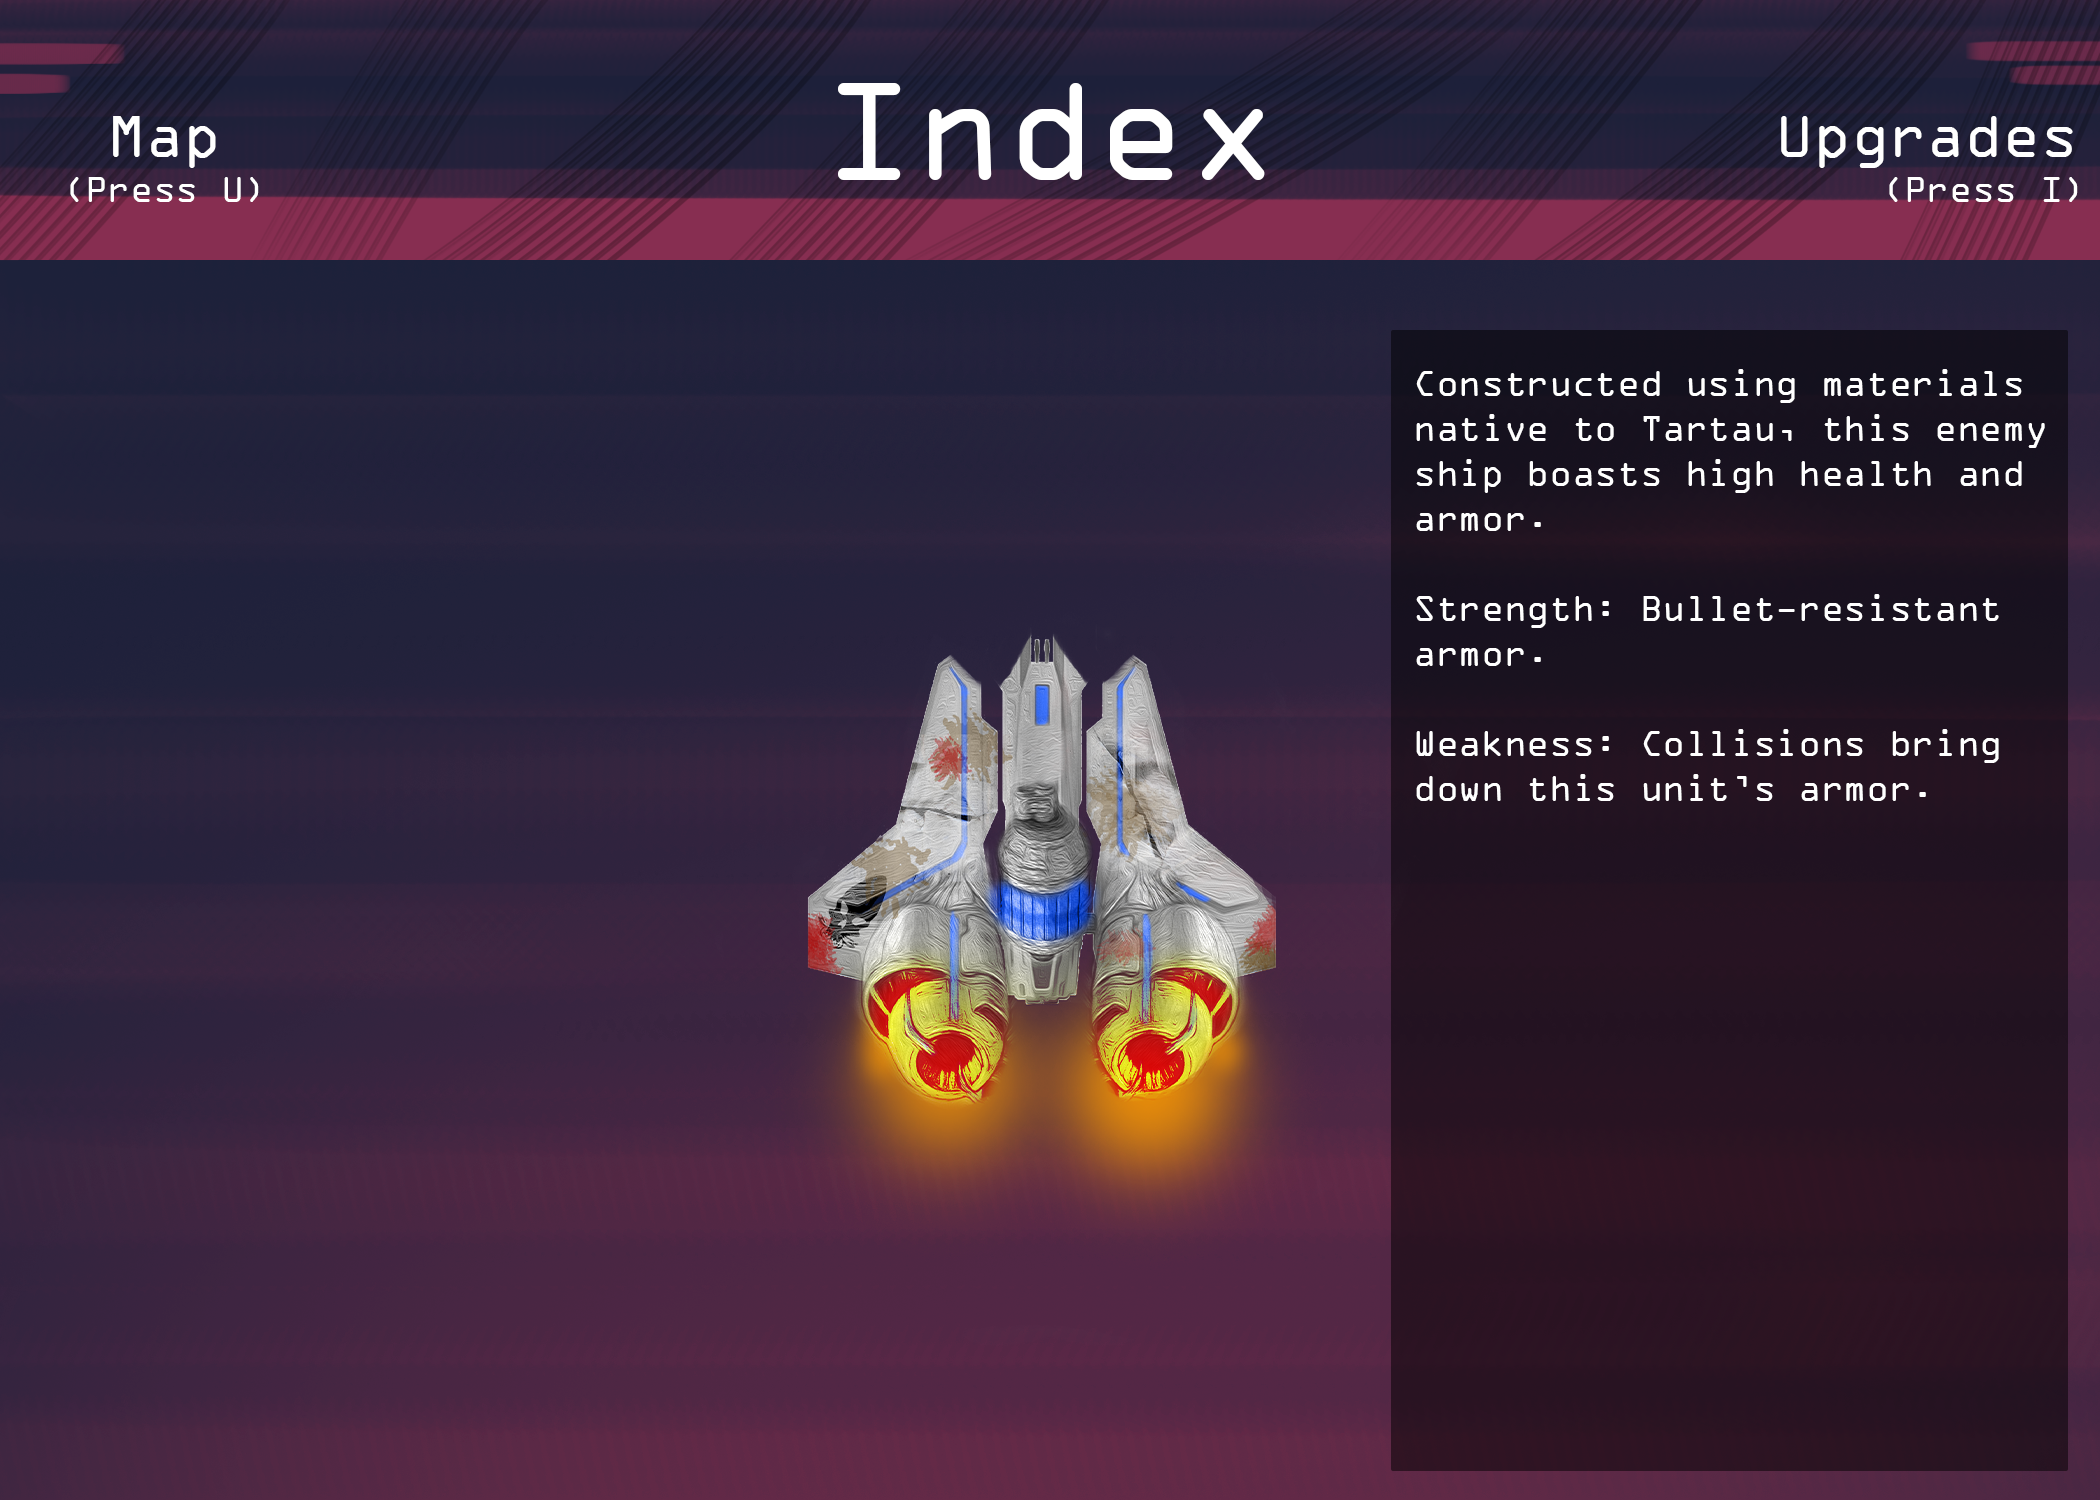 Map
(Press U)
Index
Upgrades
(Press I)
Constructed using materials
native to Tartau, this enemy
ship boasts high health and
armor.
Strength: Bullet-resistant
armor.
Weakness: Collisions bring
down this unit's armor.